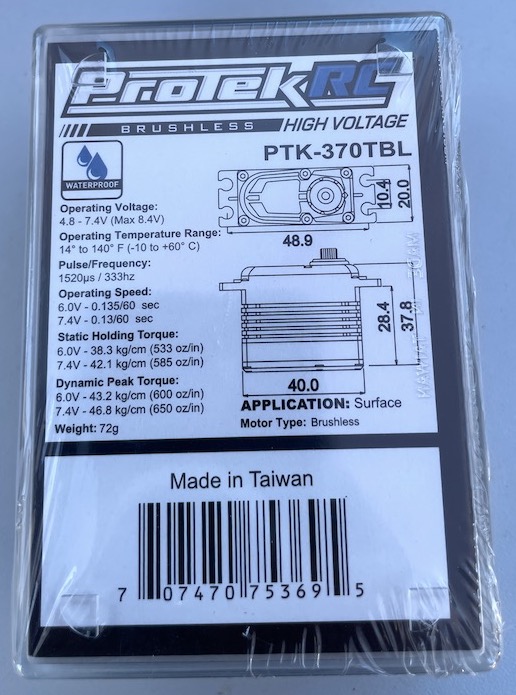 ProTek RC
BRUSHLESS HIGH VOLTAGE
PTK-370TBL
WATERPROOF
10.4
20.0
48.9
Operating Voltage:
4.8 - 7.4V (Max 8.4V)
Operating Temperature Range:
14° to 140° F (-10 to +60° C)
Pulse/Frequency:
1520µs / 333hz
Operating Speed:
6.0V - 0.135/60 sec
7.4V - 0.13/60 sec
Static Holding Torque:
6.0V - 38.3 kg/cm (533 oz/in)
7.4V - 42.1 kg/cm (585 oz/in)
Dynamic Peak Torque:
6.0V - 43.2 kg/cm (600 oz/in)
7.4V - 46.8 kg/cm (650 oz/in)
Weight: 72g
28.4
37.8
40.0
APPLICATION: Surface
Motor Type: Brushless
Made in Taiwan
7 07470 75369 5